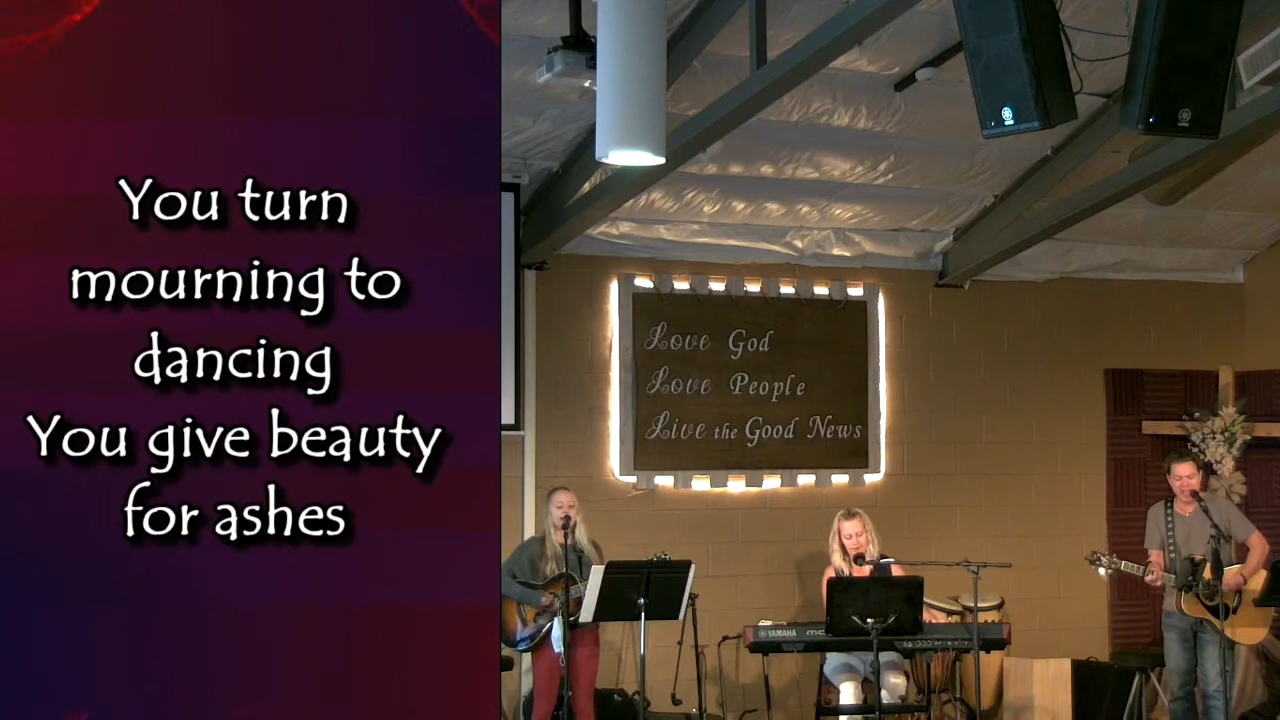 You turn
mourning to
dancing
You give beauty
for ashes
Love God
Love People
Live the Good News
YAMAHA